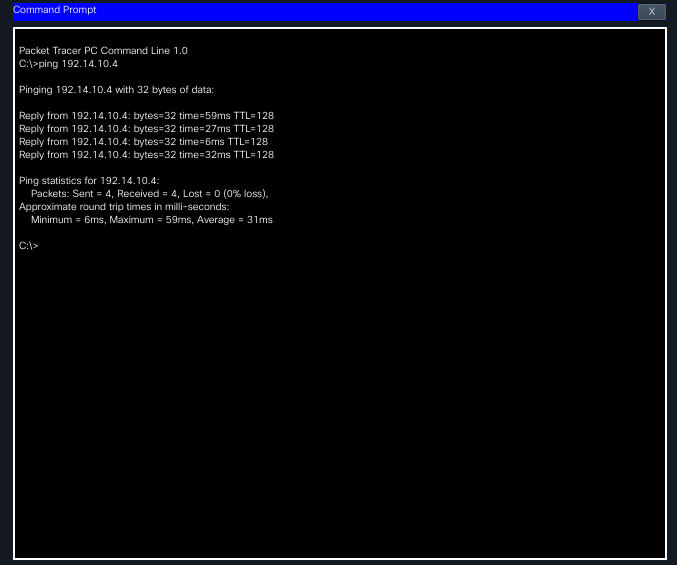 Command Prompt
X
Packet Tracer PC Command Line 1.0
C:\>ping 192.14.10.4
Pinging 192.14.10.4 with 32 bytes of data:
Reply from 192.14.10.4: bytes=32 time=59ms TTL=128
Reply from 192.14.10.4: bytes=32 time=27ms TTL=128
Reply from 192.14.10.4: bytes=32 time=6ms TTL=128
Reply from 192.14.10.4: bytes=32 time=32ms TTL=128
Ping statistics for 192.14.10.4:
Packets: Sent = 4, Received = 4, Lost = 0 (0% loss),
Approximate round trip times in milli-seconds:
Minimum = 6ms, Maximum = 59ms, Average = 31ms
C:\>